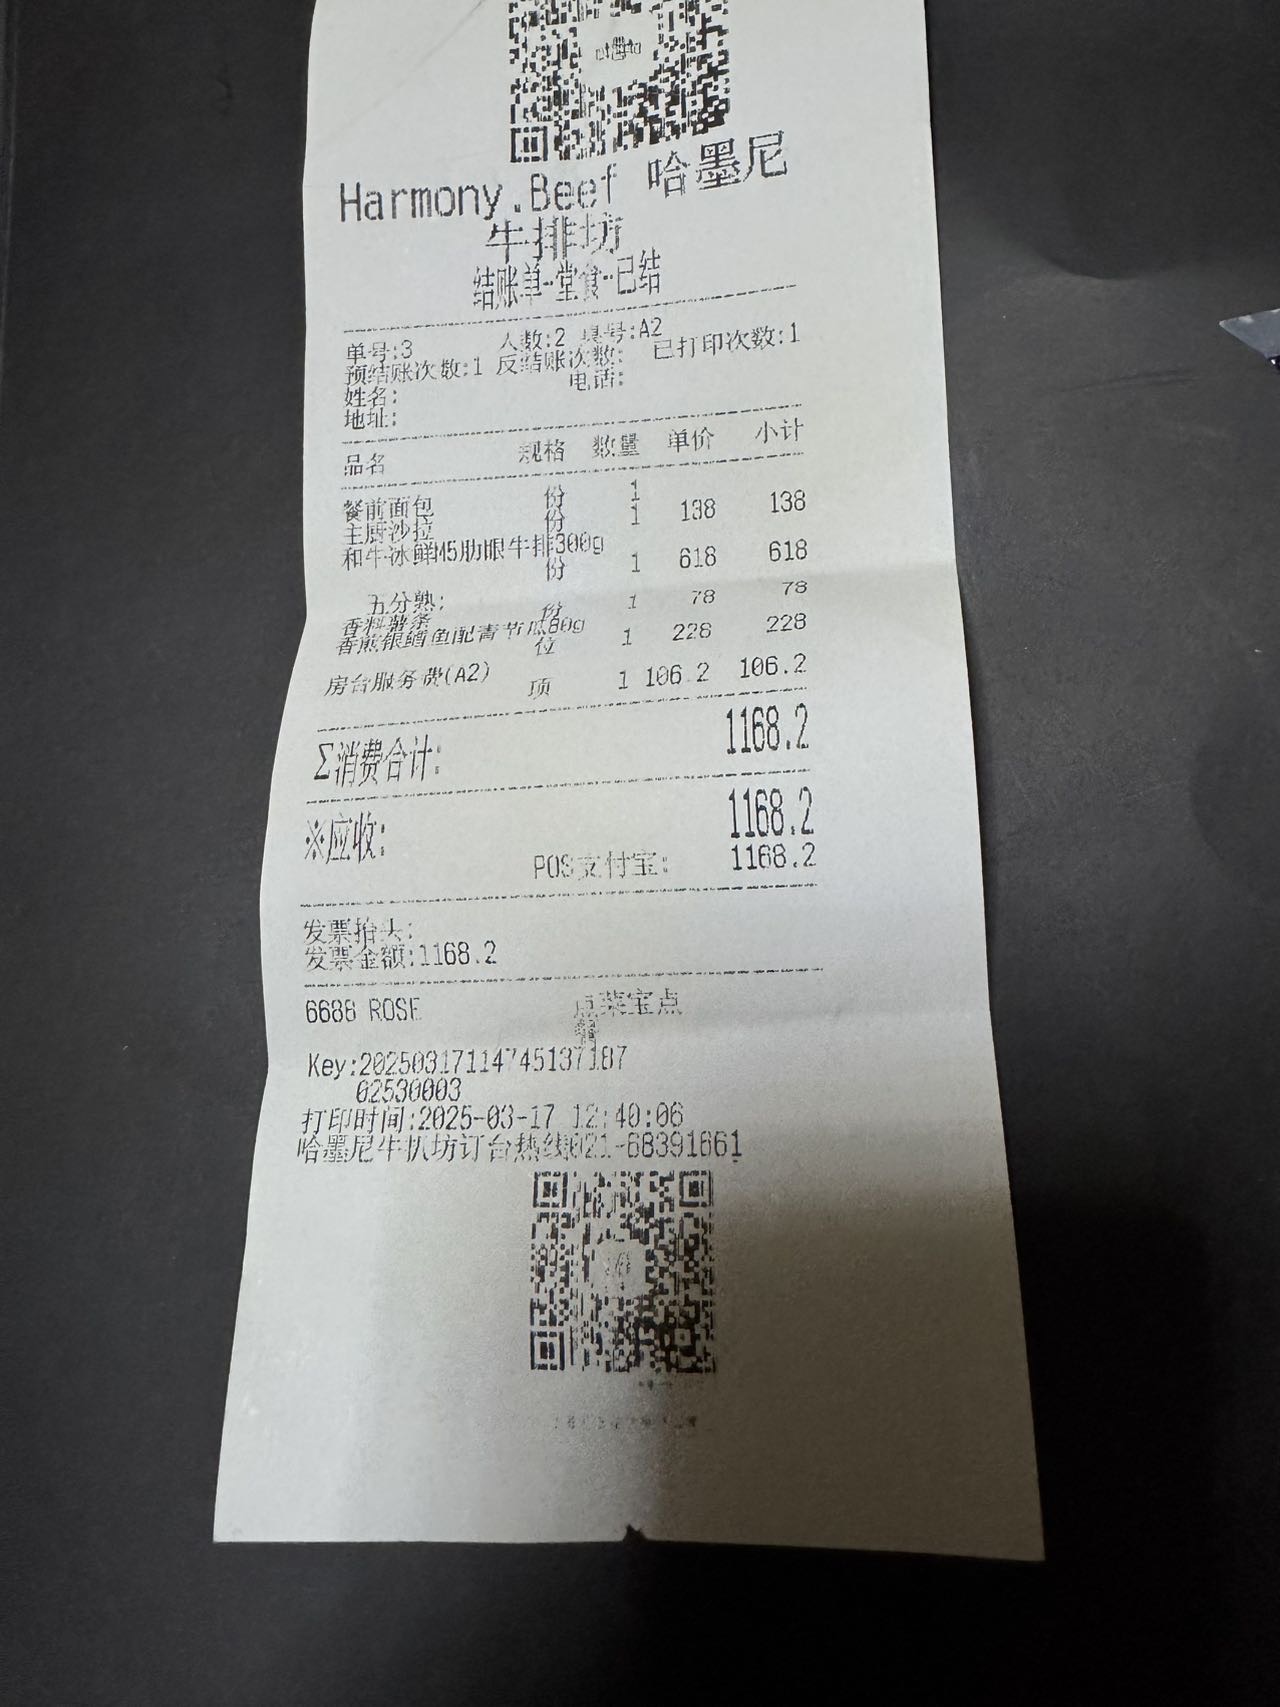 Harmony.Beef 哈墨尼
牛排坊
结账单-堂食-已结
单号:3 人数:2 桌号:A2
预结账次数:1 反结账次数: 已打印次数:1
姓名: 电话:
地址:
品名 规格 数量 单价 小计
餐前面包 份 1
主厨沙拉 份 1 138 138
和牛冰鲜M5肋眼牛排300g
份 1 618 618
五分熟;
香料薯条 份 1 78 78
香煎银鳕鱼配青节瓜80g
位 1 228 228
房台服务费(A2) 项 1 106.2 106.2
Σ消费合计: 1168.2
※应收: 1168.2
POS支付宝: 1168.2
发票抬头:
发票金额:1168.2
6688 ROSE 点菜宝点
Key:20250317114745137187
02530003
打印时间:2025-03-17 12:40:06
哈墨尼牛扒坊订台热线021-68391661